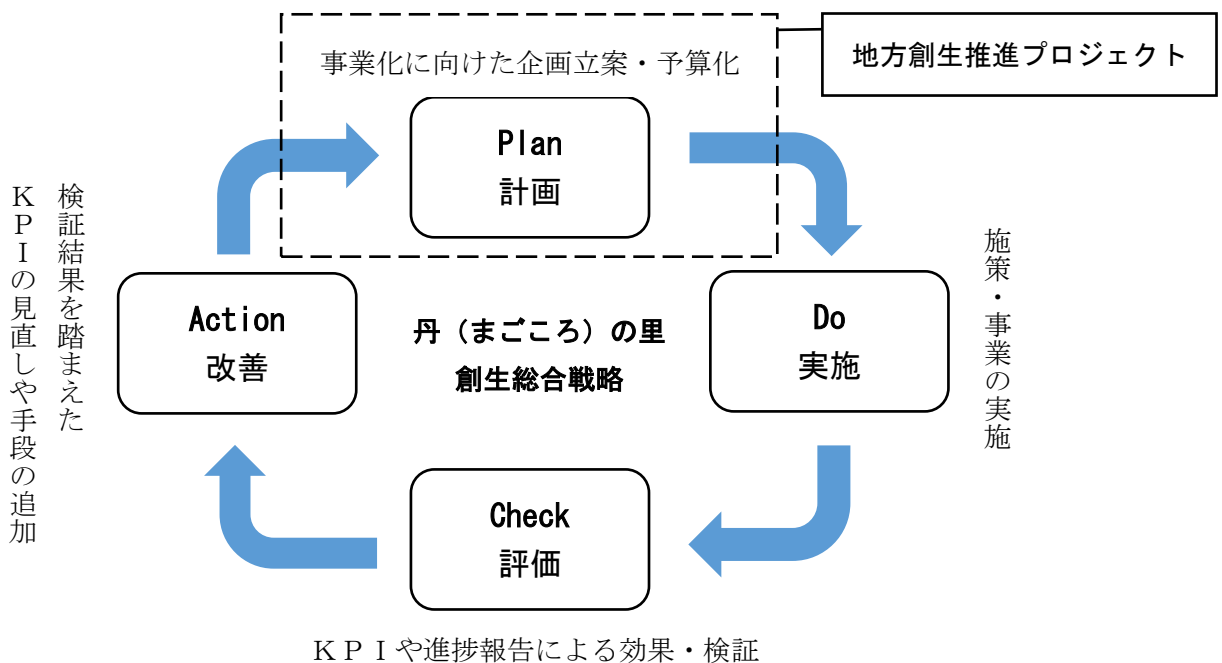 事業化に向けた企画立案・予算化
地方創生推進プロジェクト
Plan
計画
検証結果を踏まえた
ＫＰＩの見直しや手段の追加
Action
改善
丹（まごころ）の里
創生総合戦略
Do
実施
施策・事業の実施
Check
評価
ＫＰＩや進捗報告による効果・検証